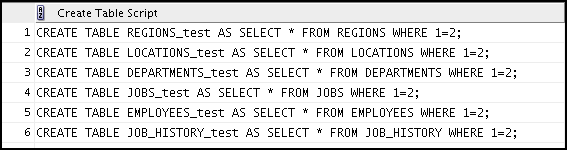 A Z Create Table Script
1 CREATE TABLE REGIONS_test AS SELECT * FROM REGIONS WHERE 1=2;
2 CREATE TABLE LOCATIONS_test AS SELECT * FROM LOCATIONS WHERE 1=2;
3 CREATE TABLE DEPARTMENTS_test AS SELECT * FROM DEPARTMENTS WHERE 1=2;
4 CREATE TABLE JOBS_test AS SELECT * FROM JOBS WHERE 1=2;
5 CREATE TABLE EMPLOYEES_test AS SELECT * FROM EMPLOYEES WHERE 1=2;
6 CREATE TABLE JOB_HISTORY_test AS SELECT * FROM JOB_HISTORY WHERE 1=2;